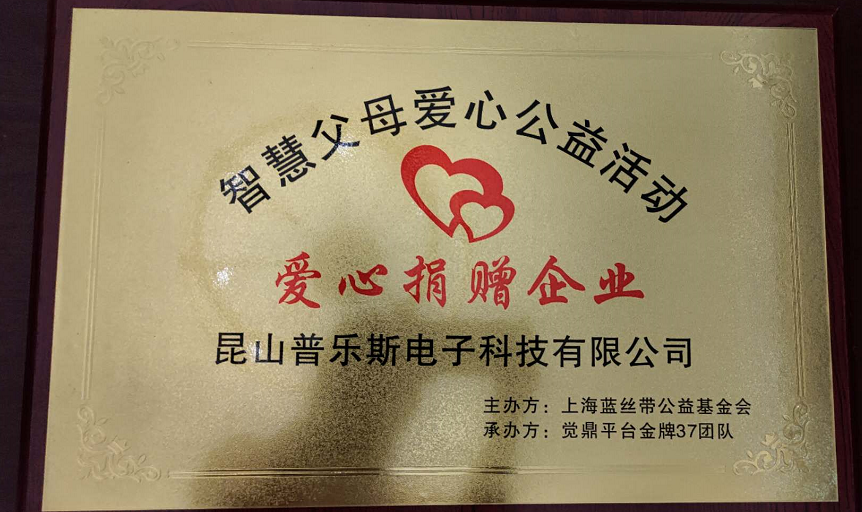 智慧父母爱心公益活动
爱心捐赠企业
昆山普乐斯电子科技有限公司
主办方：上海蓝丝带公益基金会
承办方：觉鼎平台金牌37团队